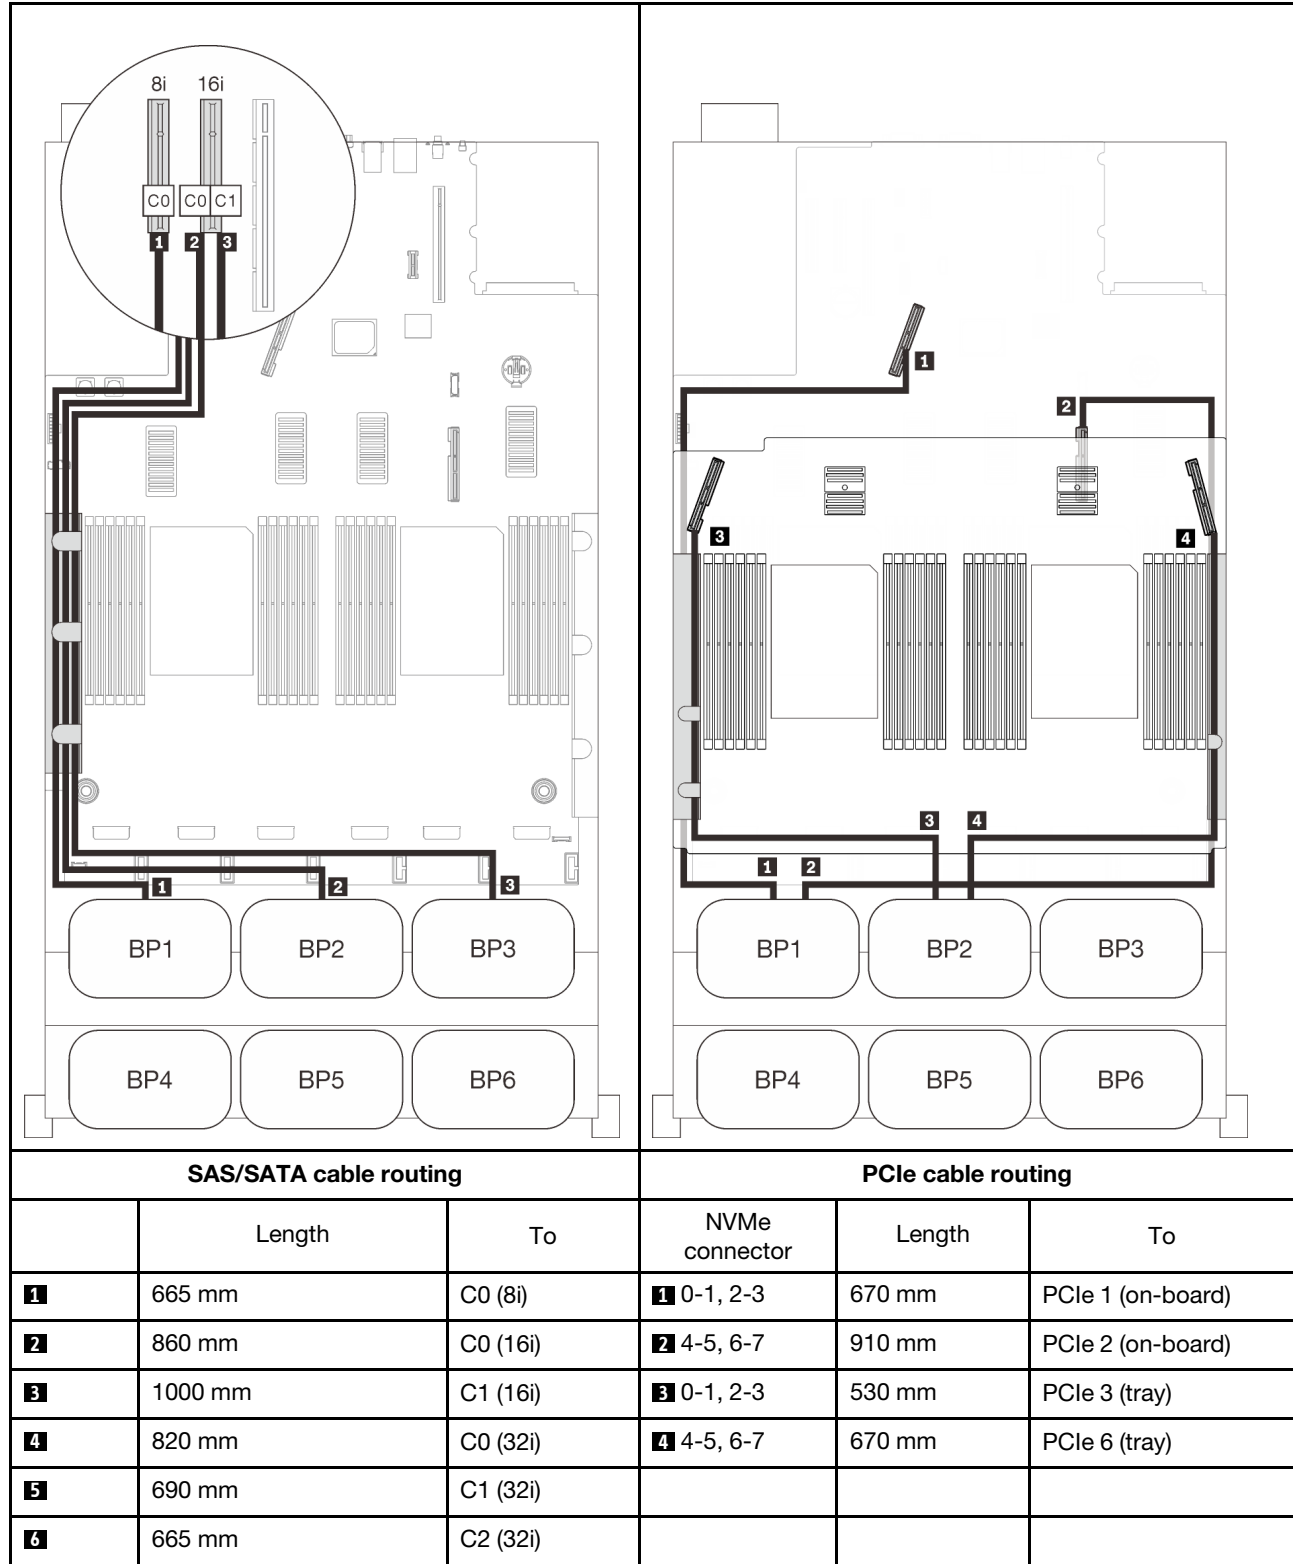 8i 16i
C0 C0 C1
1 2 3
1
2
3 4
3 4
1 2
1 2 3
BP1 BP2 BP3 BP1 BP2 BP3
BP4 BP5 BP6 BP4 BP5 BP6
SAS/SATA cable routing PCIe cable routing
Length To NVMe connector Length To
1 665 mm C0 (8i) 1 0-1, 2-3 670 mm PCIe 1 (on-board)
2 860 mm C0 (16i) 2 4-5, 6-7 910 mm PCIe 2 (on-board)
3 1000 mm C1 (16i) 3 0-1, 2-3 530 mm PCIe 3 (tray)
4 820 mm C0 (32i) 4 4-5, 6-7 670 mm PCIe 6 (tray)
5 690 mm C1 (32i)
6 665 mm C2 (32i)